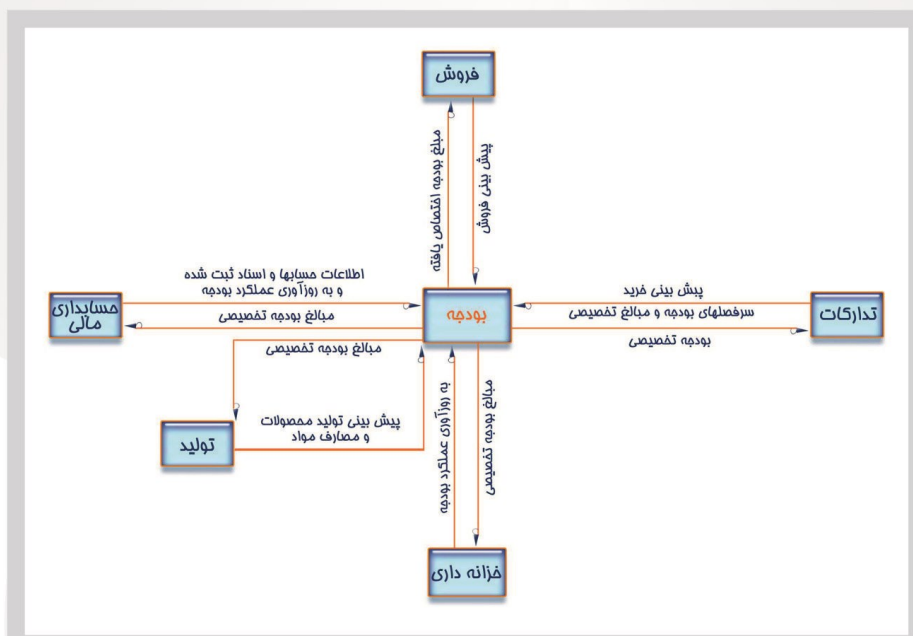 فروش
مبلغ بودجه اختصاص یافته
پیش بینی فروش
اطلاعات حسابها و اسناد ثبت شده
و به روزآوری عملکرد بودجه
پبش بینی خرید
حسابداری
مالی
بودجه
تدارکات
سرفصلهای بودجه و مبالغ تخصیصی
مبالغ بودجه تخصیصی
بودجه تخصیصی
مبالغ بودجه تخصیصی
پیش بینی تولید محصولات
و مصارف مواد
تولید
به روزآوری عملکرد بودجه
مبالغ بودجه تخصیصی
خزانه داری